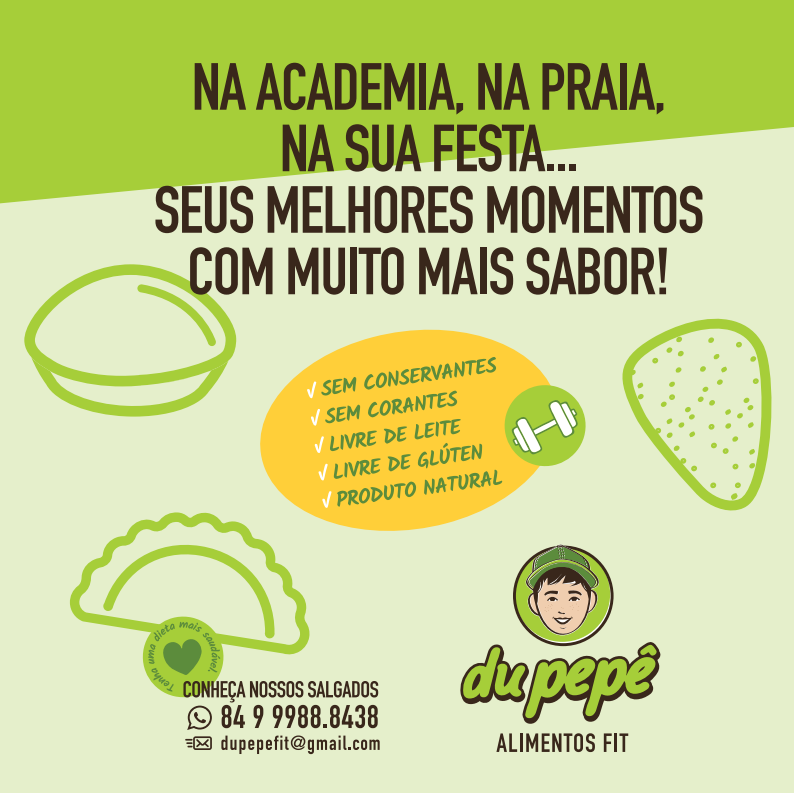 NA ACADEMIA, NA PRAIA,
NA SUA FESTA...
SEUS MELHORES MOMENTOS
COM MUITO MAIS SABOR!
SEM CONSERVANTES
SEM CORANTES
LIVRE DE LEITE
LIVRE DE GLÚTEN
PRODUTO NATURAL
Tenha uma dieta mais saudável.
CONHEÇA NOSSOS SALGADOS
84 9 9988.8438
dupepefit@gmail.com
du pepê
ALIMENTOS FIT